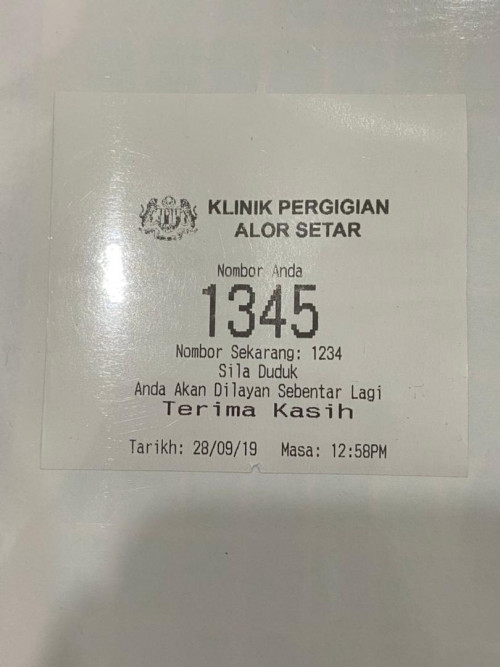 KLINIK PERGIGIAN
ALOR SETAR
Nombor Anda
1345
Nombor Sekarang: 1234
Sila Duduk
Anda Akan Dilayan Sebentar Lagi
Terima Kasih
Tarikh: 28/09/19 Masa: 12:58PM